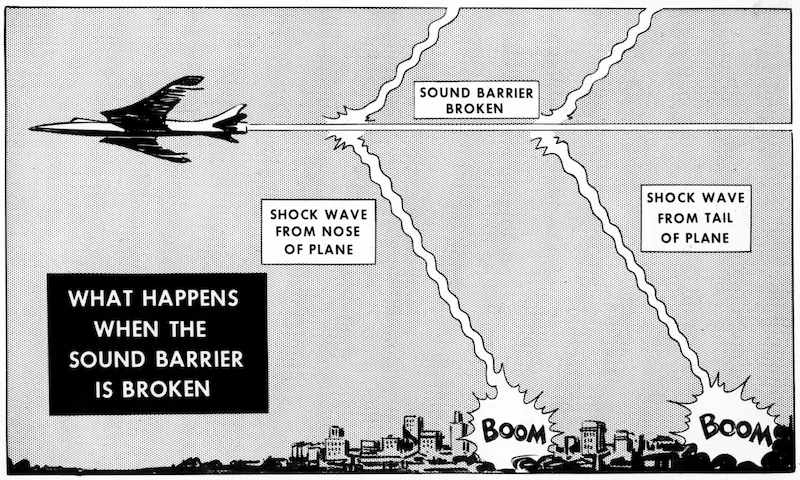 SOUND BARRIER
BROKEN
SHOCK WAVE
FROM NOSE
OF PLANE
SHOCK WAVE
FROM TAIL
OF PLANE
WHAT HAPPENS
WHEN THE
SOUND BARRIER
IS BROKEN
BOOM
BOOM